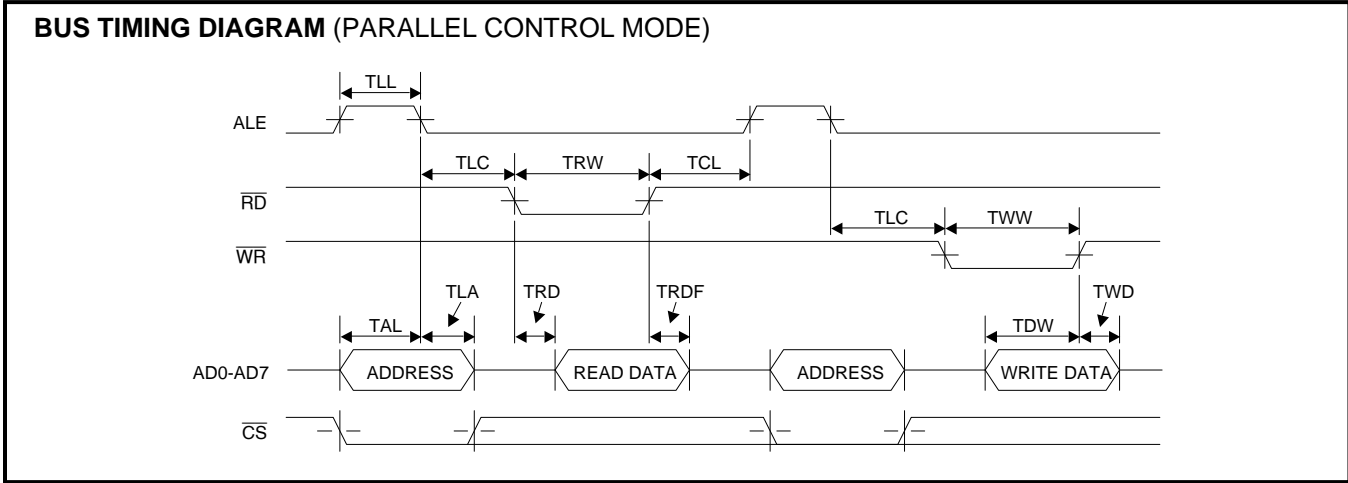 BUS TIMING DIAGRAM (PARALLEL CONTROL MODE)
TLL
ALE
TLC TRW TCL
RD
TLC TWW
WR
TLA TRD TRDF TWD
TAL TDW
AD0-AD7 ADDRESS READ DATA ADDRESS WRITE DATA
CS